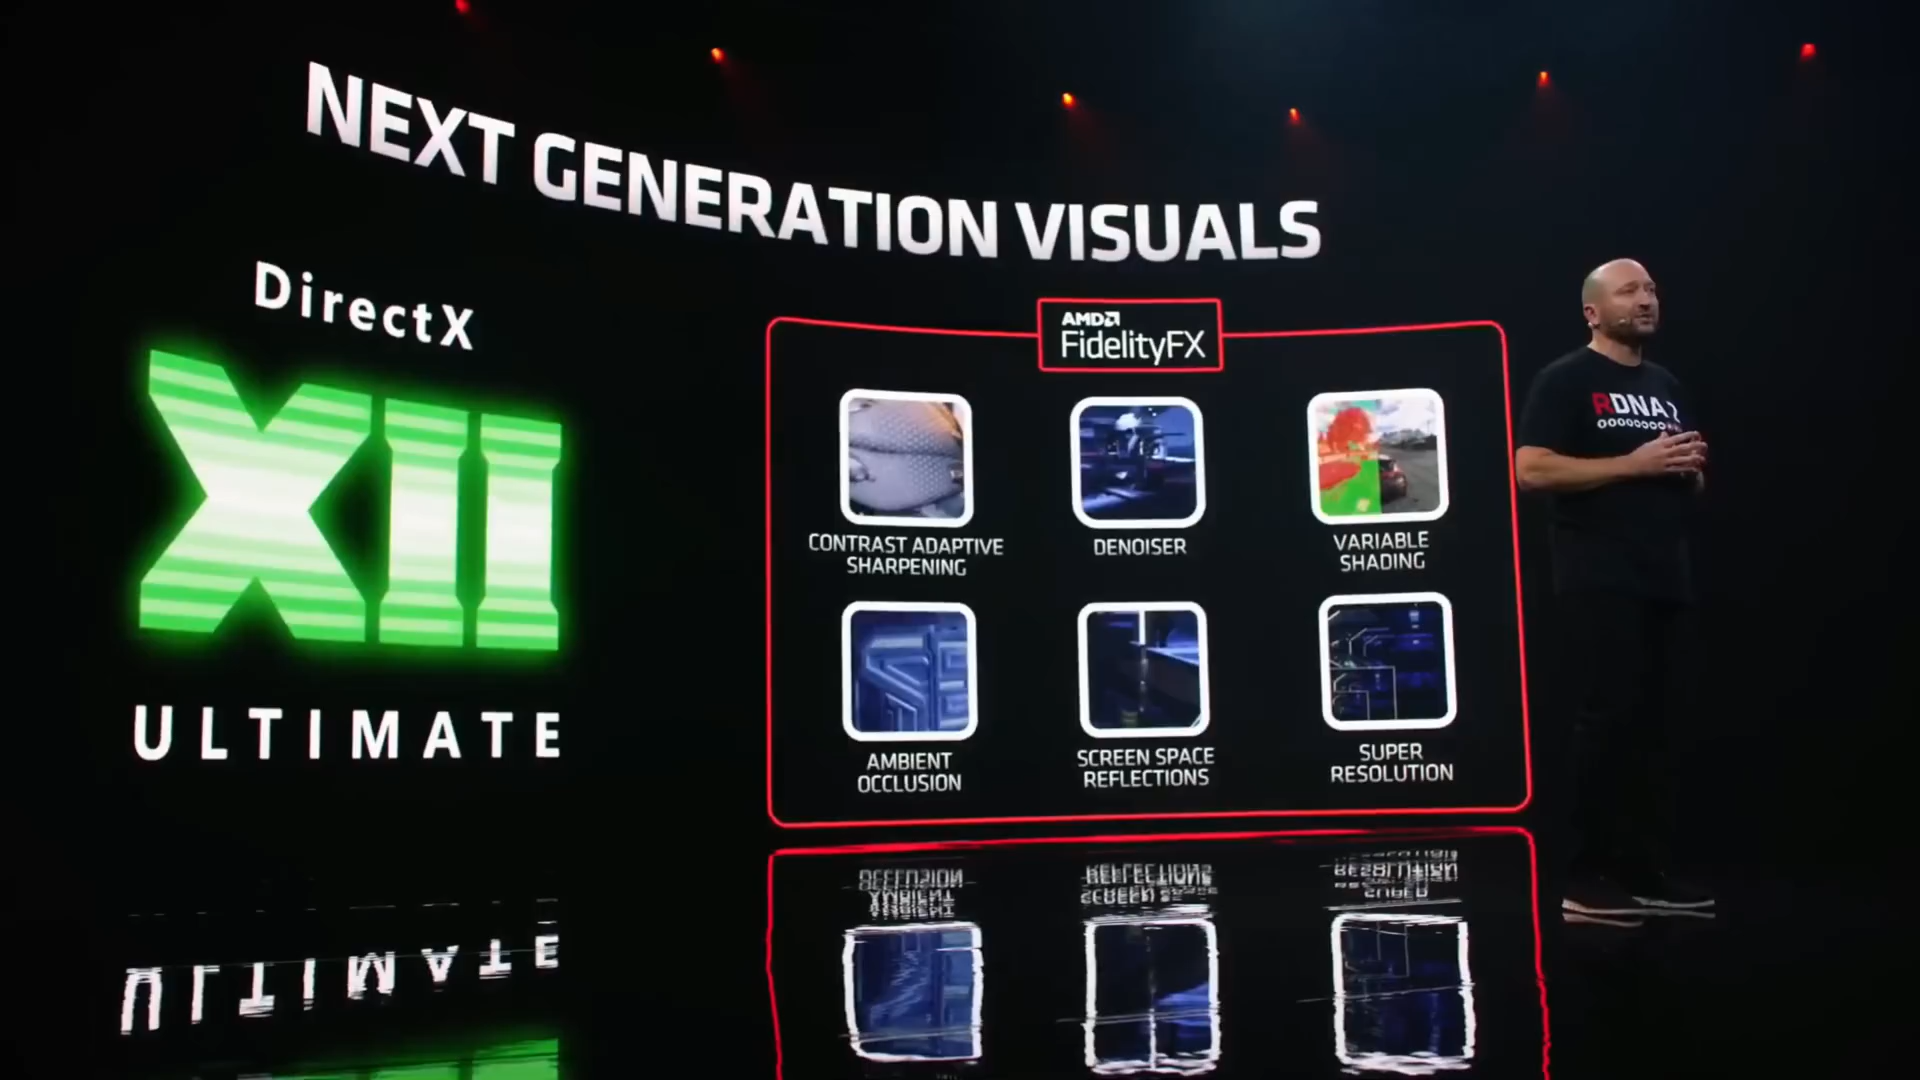 NEXT GENERATION VISUALS
DirectX
XII
ULTIMATE
AMD
FidelityFX
CONTRAST ADAPTIVE
SHARPENING
DENOISER
VARIABLE
SHADING
AMBIENT
OCCLUSION
SCREEN SPACE
REFLECTIONS
SUPER
RESOLUTION
RDNA 2